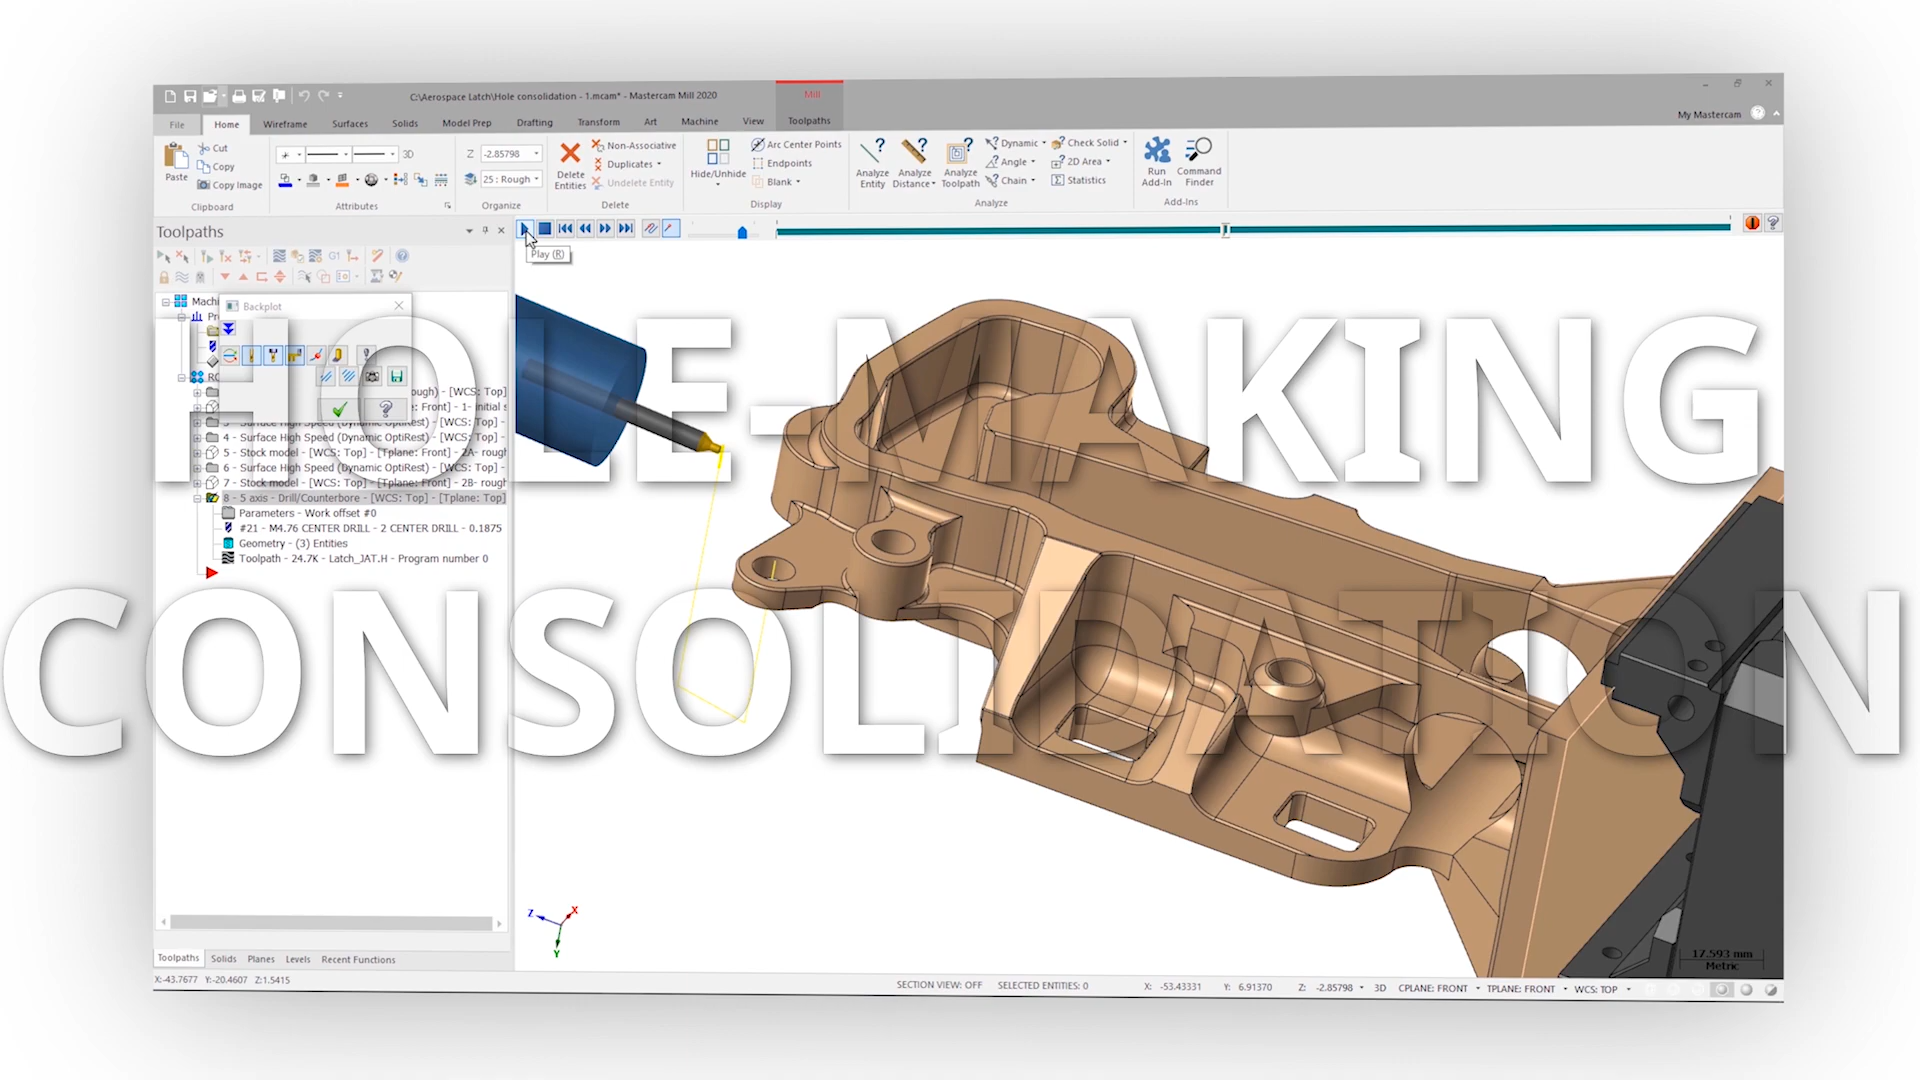 C:\Aerospace Latch\Hole consolidation - 1.mcam* - Mastercam Mill 2020
Mill
File
Home
Wireframe
Surfaces
Solids
Model Prep
Drafting
Transform
Art
Machine
View
Toolpaths
My Mastercam
Paste
Cut
Copy
Copy Image
Clipboard
3D
Attributes
Z -2.85798
25 : Rough
Organize
Delete Entities
Non-Associative
Duplicates
Undelete Entity
Delete
Hide/Unhide
Arc Center Points
Endpoints
Blank
Display
Analyze Entity
Analyze Distance
Analyze Toolpath
Dynamic
Angle
Chain
Check Solid
2D Area
Statistics
Analyze
Run Add-In
Command Finder
Add-Ins
Toolpaths
G1
Play (R)
Backplot
HOLE-MAKING
CONSOLIDATION
ough) - [WCS: Top]
e: Front] - 1- Initial s
3 - Surface High Speed (Dynamic OptiRest) - [WCS: Top] -
4 - Surface High Speed (Dynamic OptiRest) - [WCS: Top] -
5 - Stock model - [WCS: Top] - [Tplane: Front] - 2A- rough
6 - Surface High Speed (Dynamic OptiRest) - [WCS: Top] -
7 - Stock model - [WCS: Top] - [Tplane: Front] - 2B- rough
8 - 5 axis - Drill/Counterbore - [WCS: Top] - [Tplane: Top]
Parameters - Work offset #0
#21 - M4.76 CENTER DRILL - 2 CENTER DRILL - 0.1875
Geometry - (3) Entities
Toolpath - 24.7K - Latch_JAT.H - Program number 0
Z
X
Y
17.593 mm
Metric
Toolpaths
Solids
Planes
Levels
Recent Functions
X:-43.7677 Y:-20.4607 Z:1.5415
SECTION VIEW: OFF
SELECTED ENTITIES: 0
X: -53.43331
Y: 6.91370
Z: -2.85798
3D
CPLANE: FRONT
TPLANE: FRONT
WCS: TOP